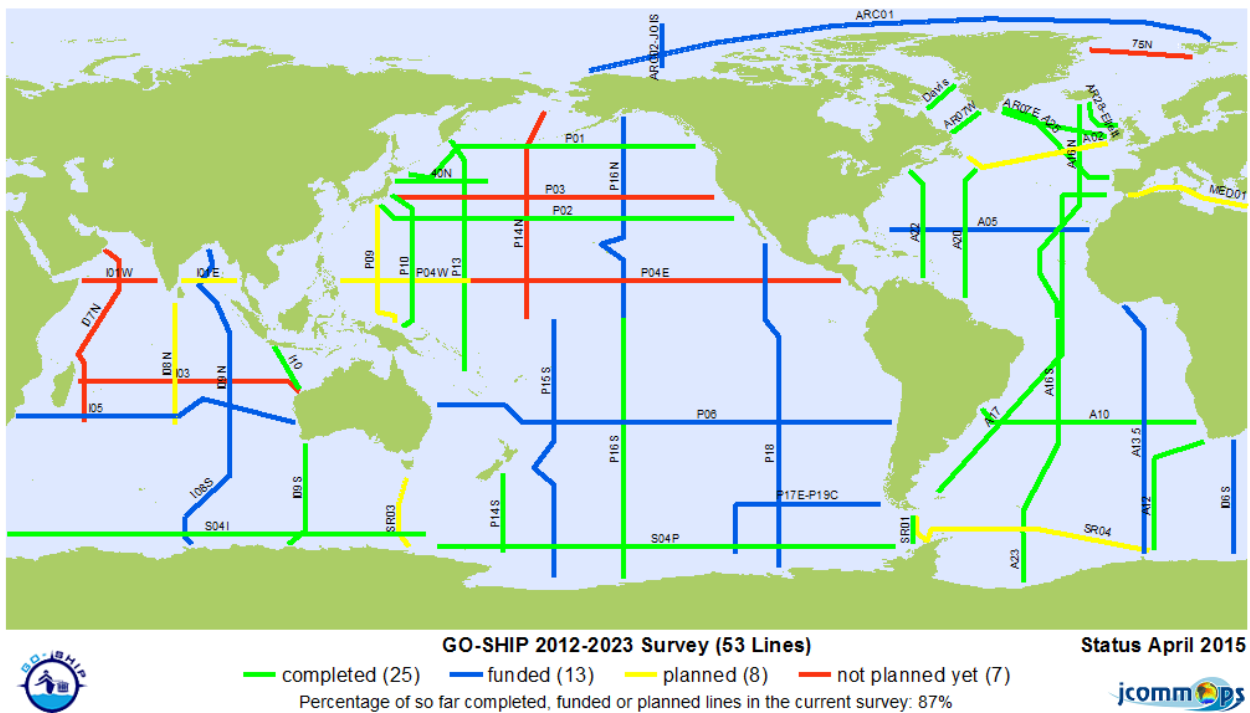 ARC01
ARC02-JOIS
75N
Davis
AR07W
AR07E A25
AR28-Ellett
A02
A16N
P01
40N
P16N
P03
P02
P14N
MED01
A22
A20
A05
P09
P10
P13
P04W
P04E
I01W
I01E
I07N
I08N
I03
I09N
I10
I05
P15S
P06
P16S
P18
A16S
A17
A10
A13.5
I08S
I09S
S04I
SR03
P14S
P17E-P19C
S04P
SR01
SR04
A23
A12
I06S
GO-SHIP 2012-2023 Survey (53 Lines)
Status April 2015
GO-SHIP
completed (25)
funded (13)
planned (8)
not planned yet (7)
Percentage of so far completed, funded or planned lines in the current survey: 87%
jcommops